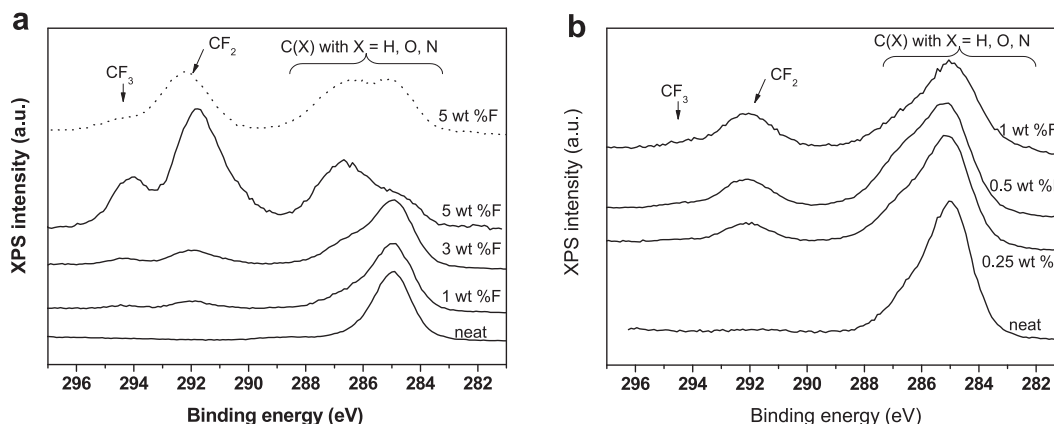 a
C(X) with X = H, O, N
CF2
CF3
5 wt %F
5 wt %F
3 wt %F
1 wt %F
neat
XPS intensity (a.u.)
296 294 292 290 288 286 284 282
Binding energy (eV)
b
C(X) with X = H, O, N
CF3
CF2
1 wt %F
0.5 wt %
0.25 wt %
neat
XPS intensity (a.u.)
296 294 292 290 288 286 284 282
Binding energy (eV)